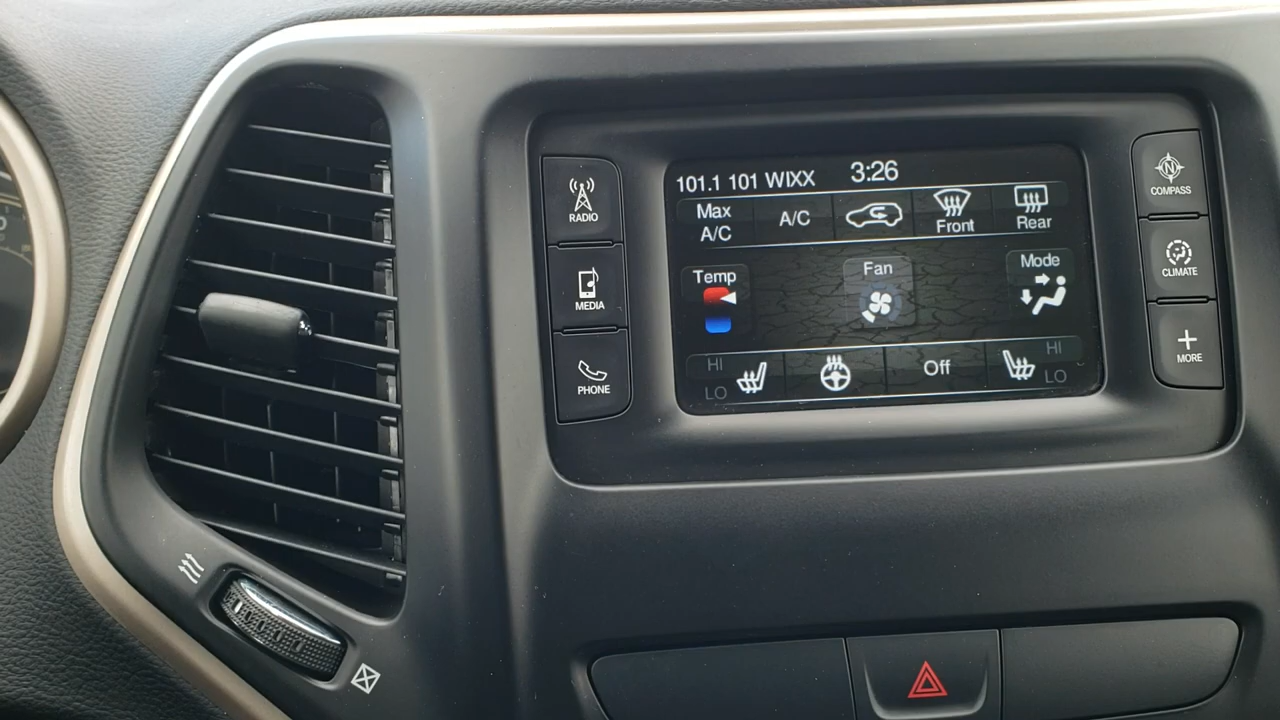 101.1 101 WIXX 3:26
Max
A/C
A/C
Front
Rear
Temp
Fan
Mode
HI
LO
Off
HI
LO
RADIO
MEDIA
PHONE
N
COMPASS
CLIMATE
MORE